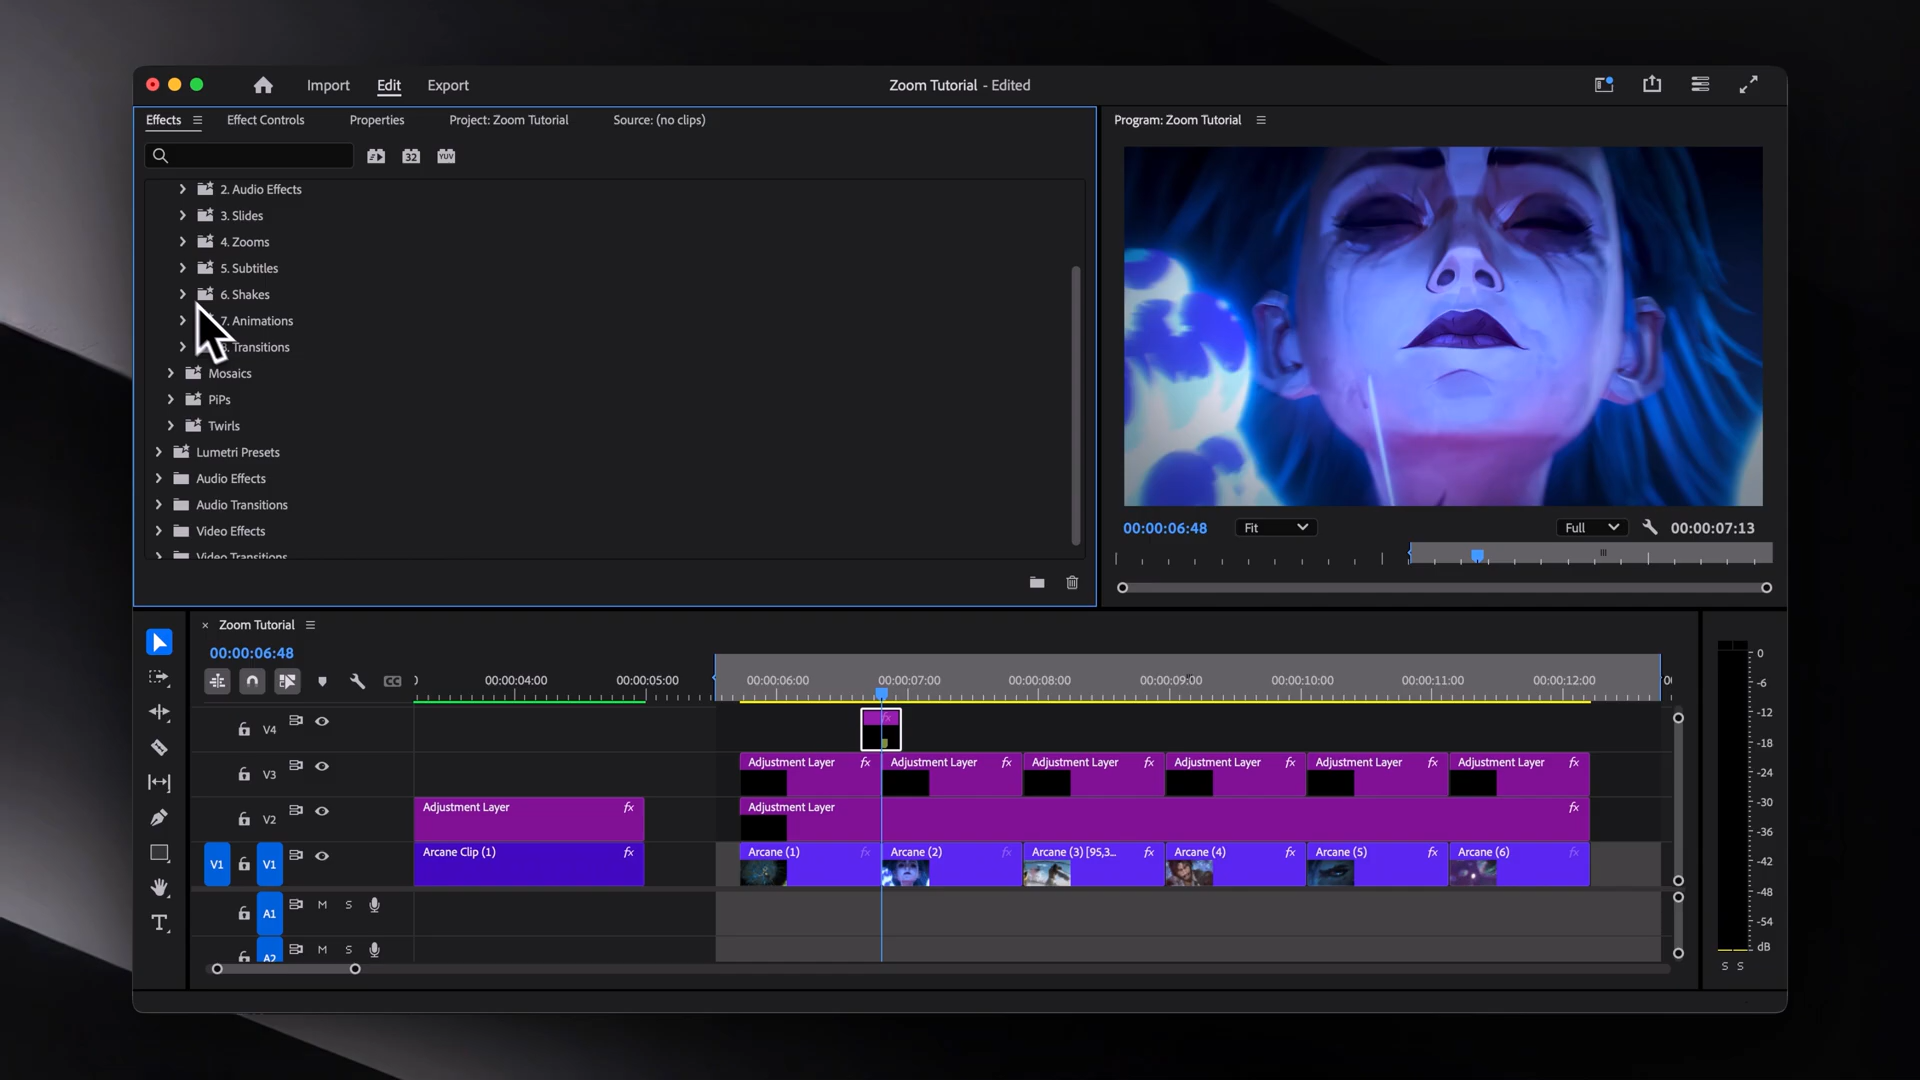 Import Edit Export
Zoom Tutorial - Edited
Effects Effect Controls Properties Project: Zoom Tutorial Source: (no clips)
Program: Zoom Tutorial
32 YUV
2. Audio Effects
3. Slides
4. Zooms
5. Subtitles
6. Shakes
7. Animations
Transitions
Mosaics
PiPs
Twirls
Lumetri Presets
Audio Effects
Audio Transitions
Video Effects
Video Transitions
00:00:06:48 Fit Full 00:00:07:13
Zoom Tutorial
00:00:06:48
CC
00:00:04:00 00:00:05:00 00:00:06:00 00:00:07:00 00:00:08:00 00:00:09:00 00:00:10:00 00:00:11:00 00:00:12:00
V4 fx
V3 Adjustment Layer fx Adjustment Layer fx Adjustment Layer fx Adjustment Layer fx Adjustment Layer fx Adjustment Layer fx
V2 Adjustment Layer fx Adjustment Layer fx
V1 V1 Arcane Clip (1) fx Arcane (1) fx Arcane (2) fx Arcane (3) [95,3... fx Arcane (4) fx Arcane (5) fx Arcane (6) fx
A1 M S
A2 M S
T
0
-6
-12
-18
-24
-30
-36
-42
-48
-54
dB
S S